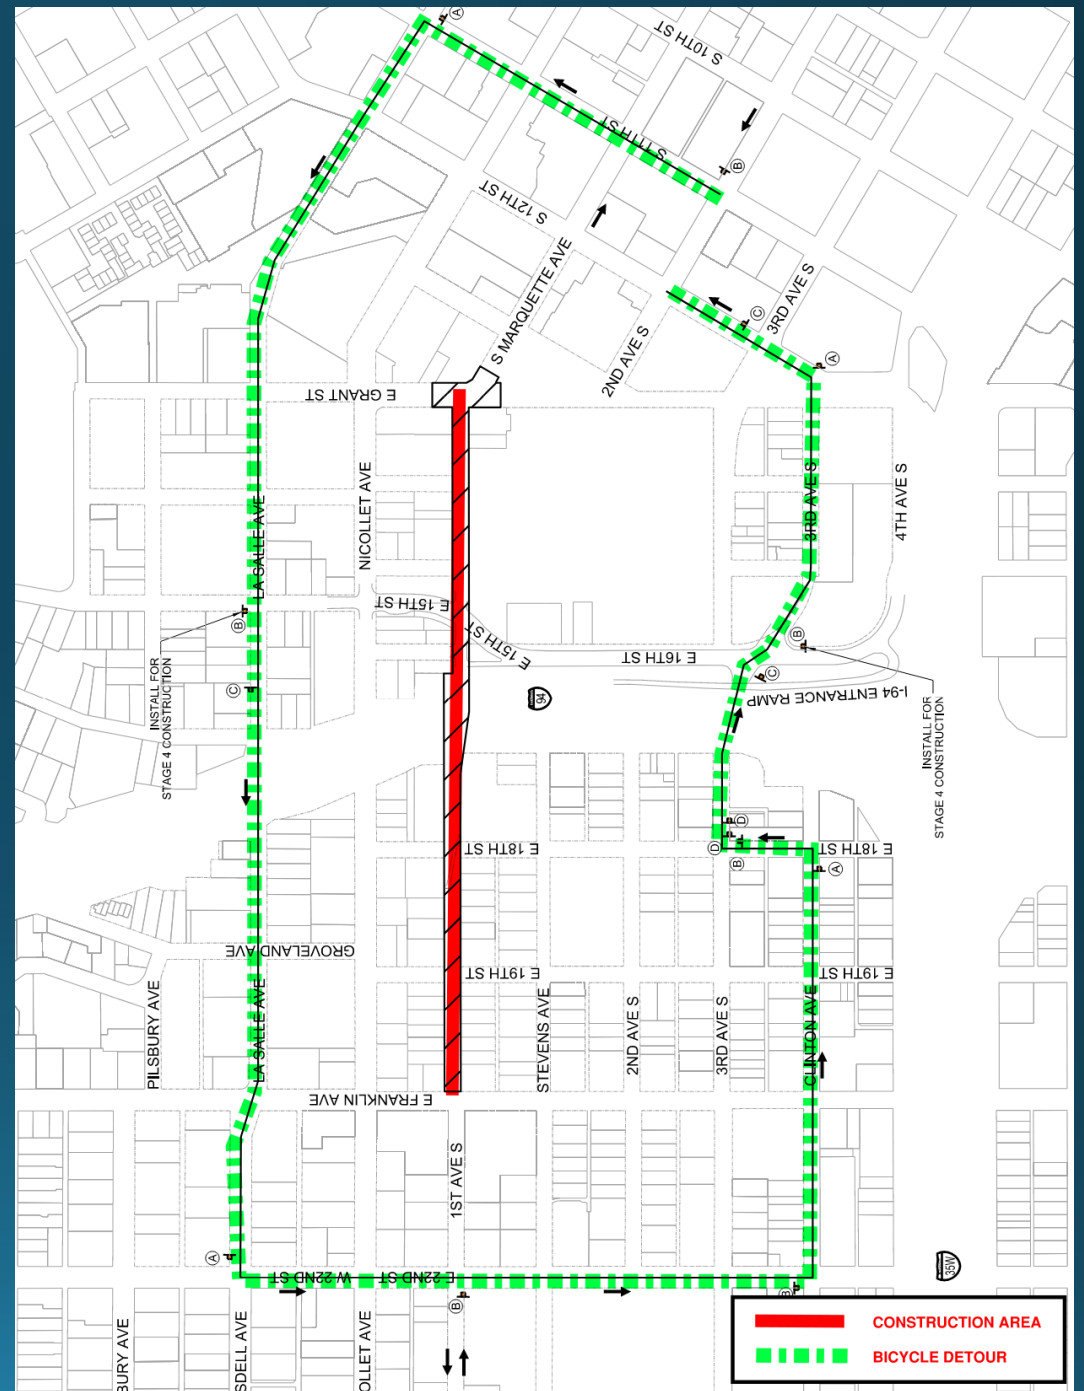 A
S 10TH ST
S 11TH ST
B
S 12TH ST
S MARQUETTE AVE
3RD AVE S
C
2ND AVE S
A
E GRANT ST
NICOLLET AVE
LA SALLE AVE
3RD AVE S
4TH AVE S
E 15TH ST
E 15TH ST
B
B
E 16TH ST
C
C
INSTALL FOR
STAGE 4 CONSTRUCTION
94
I-94 ENTRANCE RAMP
INSTALL FOR
STAGE 4 CONSTRUCTION
D
D
B
E 18TH ST
E 18TH ST
A
GROVELAND AVE
E 19TH ST
E 19TH ST
PILSBURY AVE
LA SALLE AVE
STEVENS AVE
2ND AVE S
3RD AVE S
CLINTON AVE
E FRANKLIN AVE
1ST AVE S
A
W 22ND ST
E 22ND ST
B
B
35W
BURY AVE
SDELL AVE
OLLET AVE
CONSTRUCTION AREA
BICYCLE DETOUR